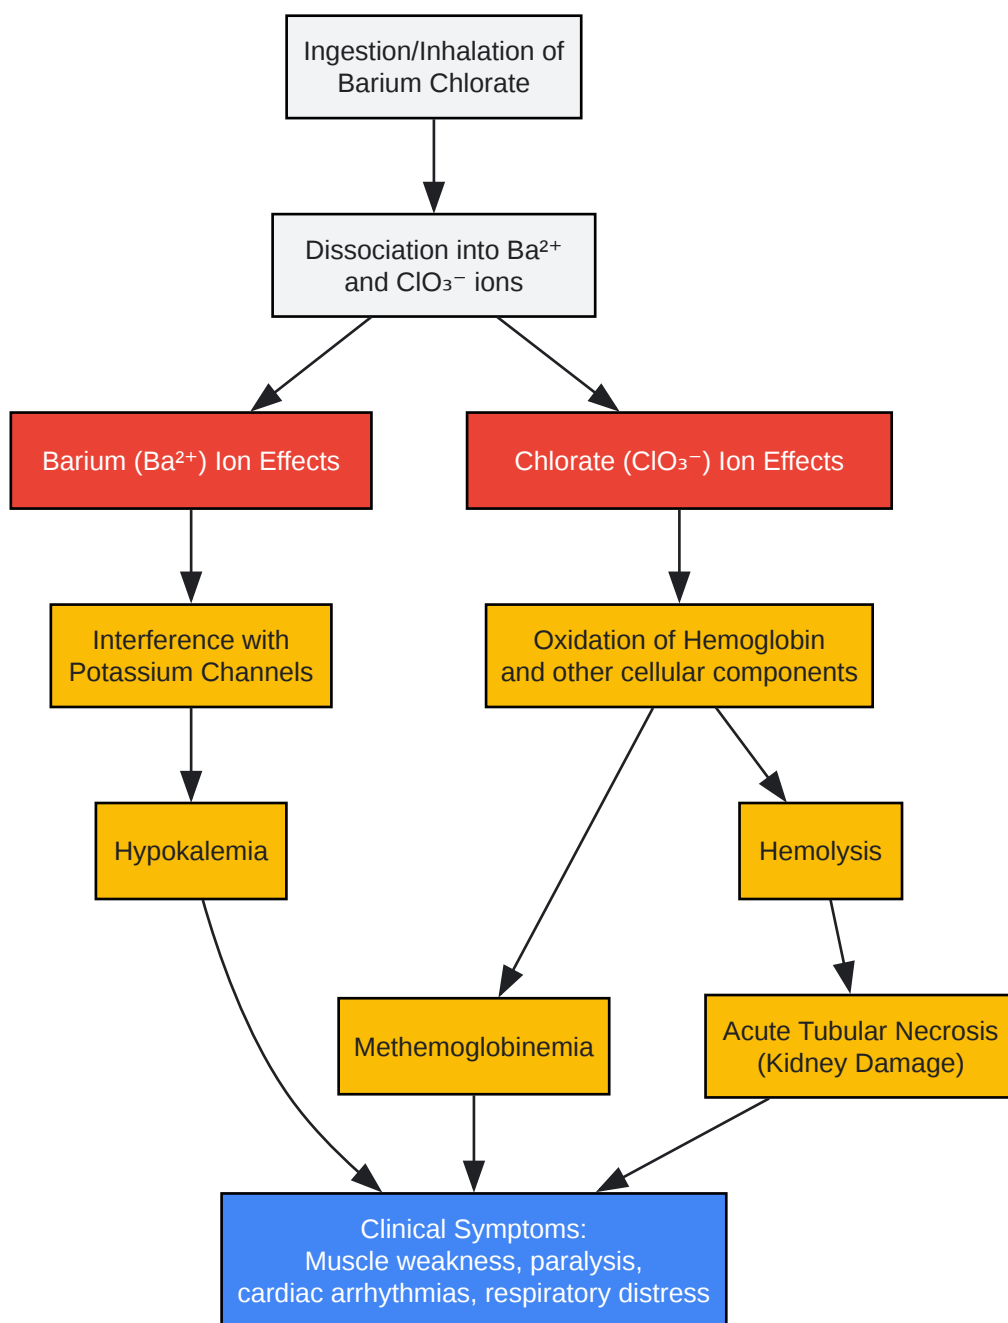 Ingestion/Inhalation of
Barium Chlorate
Dissociation into Ba²⁺
and ClO₃⁻ ions
Barium (Ba²⁺) Ion Effects
Chlorate (ClO₃⁻) Ion Effects
Interference with
Potassium Channels
Oxidation of Hemoglobin
and other cellular components
Hypokalemia
Hemolysis
Methemoglobinemia
Acute Tubular Necrosis
(Kidney Damage)
Clinical Symptoms:
Muscle weakness, paralysis,
cardiac arrhythmias, respiratory distress